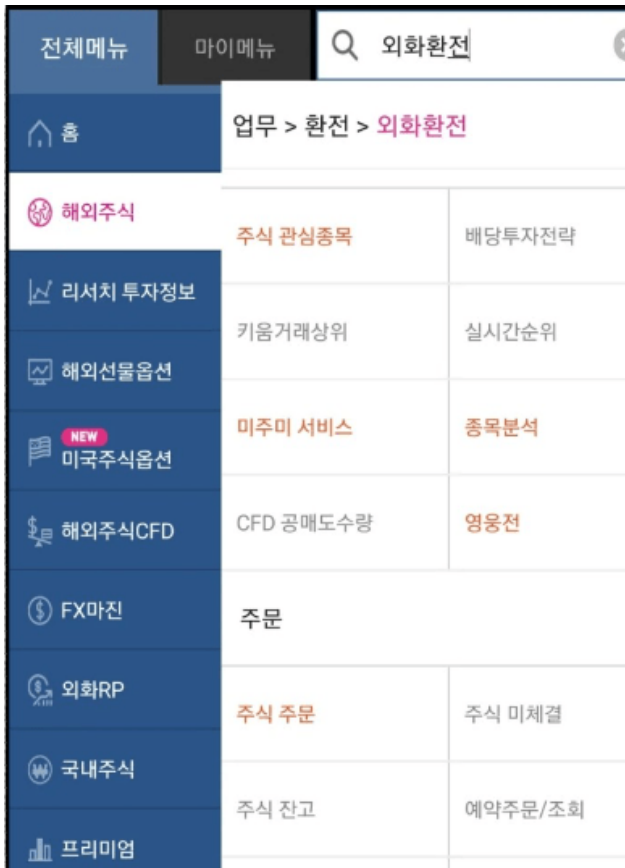 전체메뉴
마이메뉴
외화환전
홈
해외주식
리서치 투자정보
해외선물옵션
NEW
미국주식옵션
해외주식CFD
FX마진
외화RP
국내주식
프리미엄
업무 > 환전 > 외화환전
주식 관심종목
배당투자전략
키움거래상위
실시간순위
미주미 서비스
종목분석
CFD 공매도수량
영웅전
주문
주식 주문
주식 미체결
주식 잔고
예약주문/조회